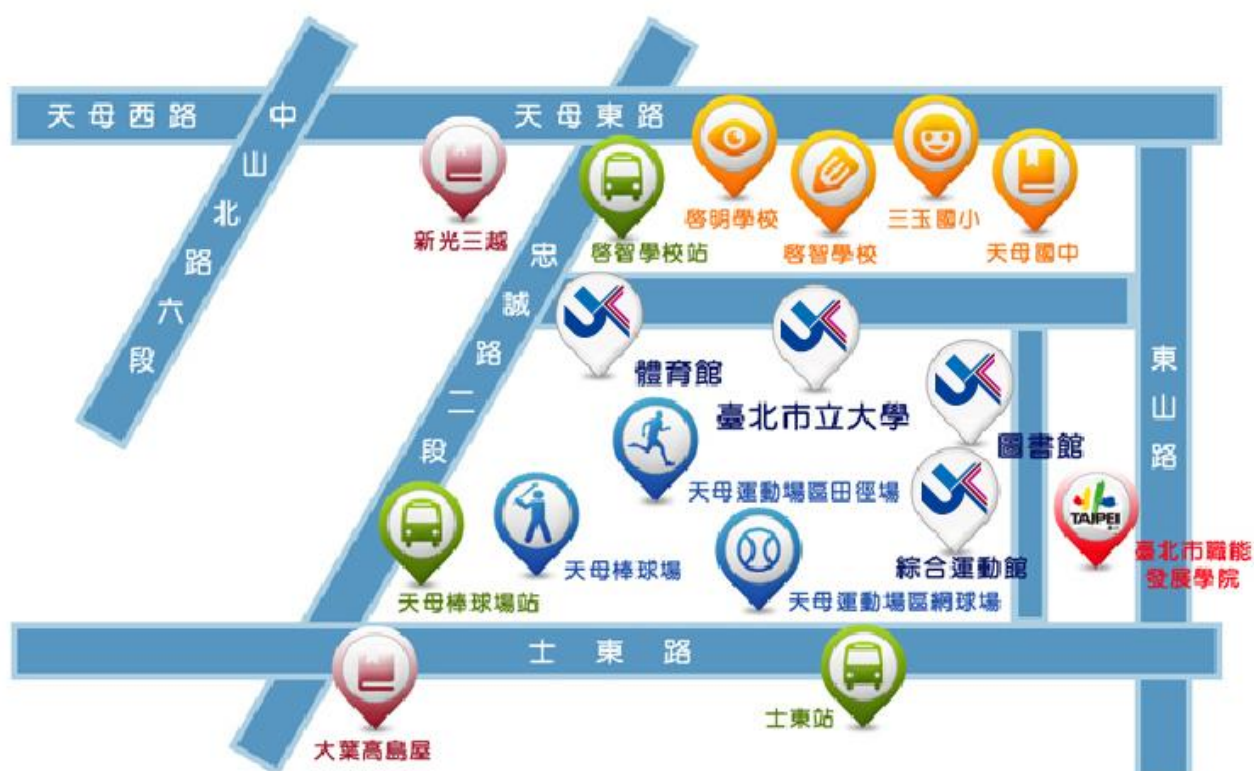 天母西路
中山北路六段
天母東路
新光三越
啓智學校站
啓明學校
啓智學校
三玉國小
天母國中
忠誠路二段
體育館
臺北市立大學
圖書館
東山路
天母運動場區田徑場
TAIPEI
天母棒球場
綜合運動館
臺北市職能
發展學院
天母棒球場站
天母運動場區網球場
士東路
士東站
大葉高島屋